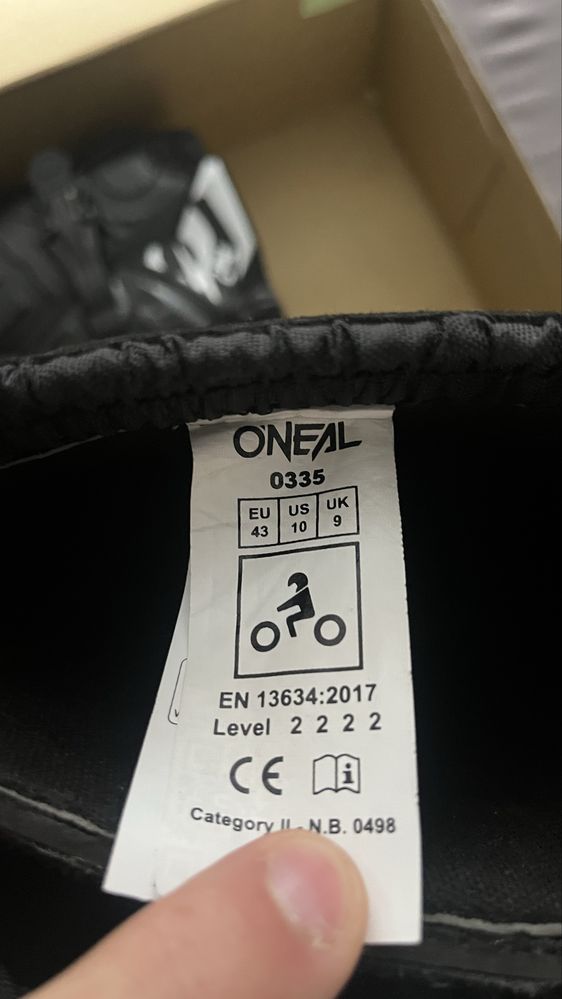 O'NEAL
0335
EU US UK
43 10 9
EN 13634:2017
Level 2 2 2 2
CE
Category II - N.B. 0498